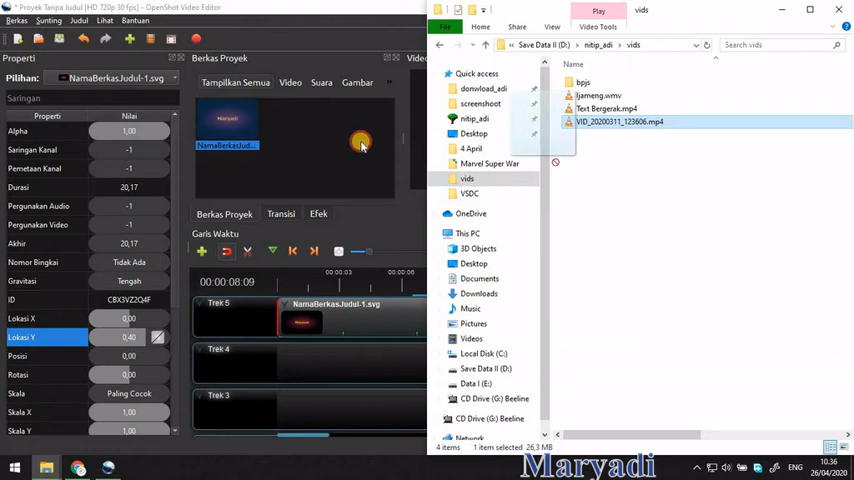 * Proyek Tanpa Judul [HD 720p 30 fps] - OpenShot Video Editor
Berkas Sunting Judul Lihat Bantuan
Properti
Pilihan: NamaBerkasJudul-1.svg
Saringan
Properti Nilai
Alpha 1,00
Saringan Kanal -1
Pemetaan Kanal -1
Durasi 20,17
Pergunakan Audio -1
Pergunakan Video -1
Akhir 20,17
Nomor Bingkai Tidak Ada
Gravitasi Tengah
ID CBX3VZ2Q4F
Lokasi X 0,00
Lokasi Y 0,40
Posisi 0,00
Rotasi 0,00
Skala Paling Cocok
Skala X 1,00
Skala Y 1,00
Berkas Proyek
Tampilkan Semua Video Suara Gambar »
Maryadi
NamaBerkasJud...
Berkas Proyek Transisi Efek
Garis Waktu
00:00:08:09
00:00:03 00:00:06
Trek 5
NamaBerkasJudul-1.svg
Trek 4
Trek 3
Video
Play vids
File Home Share View Video Tools
« Save Data II (D:) > nitip_adi > vids
Search vids
Quick access
donwload_adi
screenshoot
nitip_adi
Desktop
4 April
Marvel Super War
vids
VSDC
OneDrive
This PC
3D Objects
Desktop
Documents
Downloads
Music
Pictures
Videos
Local Disk (C:)
Save Data II (D:)
Data I (E:)
CD Drive (G:) Beeline
CD Drive (G:) Beeline
Network
Name
bpjs
Ijameng.wmv
Text Bergerak.mp4
VID_20200311_123606.mp4
4 items 1 item selected 26,3 MB
Maryadi
ENG
10.36
26/04/2020